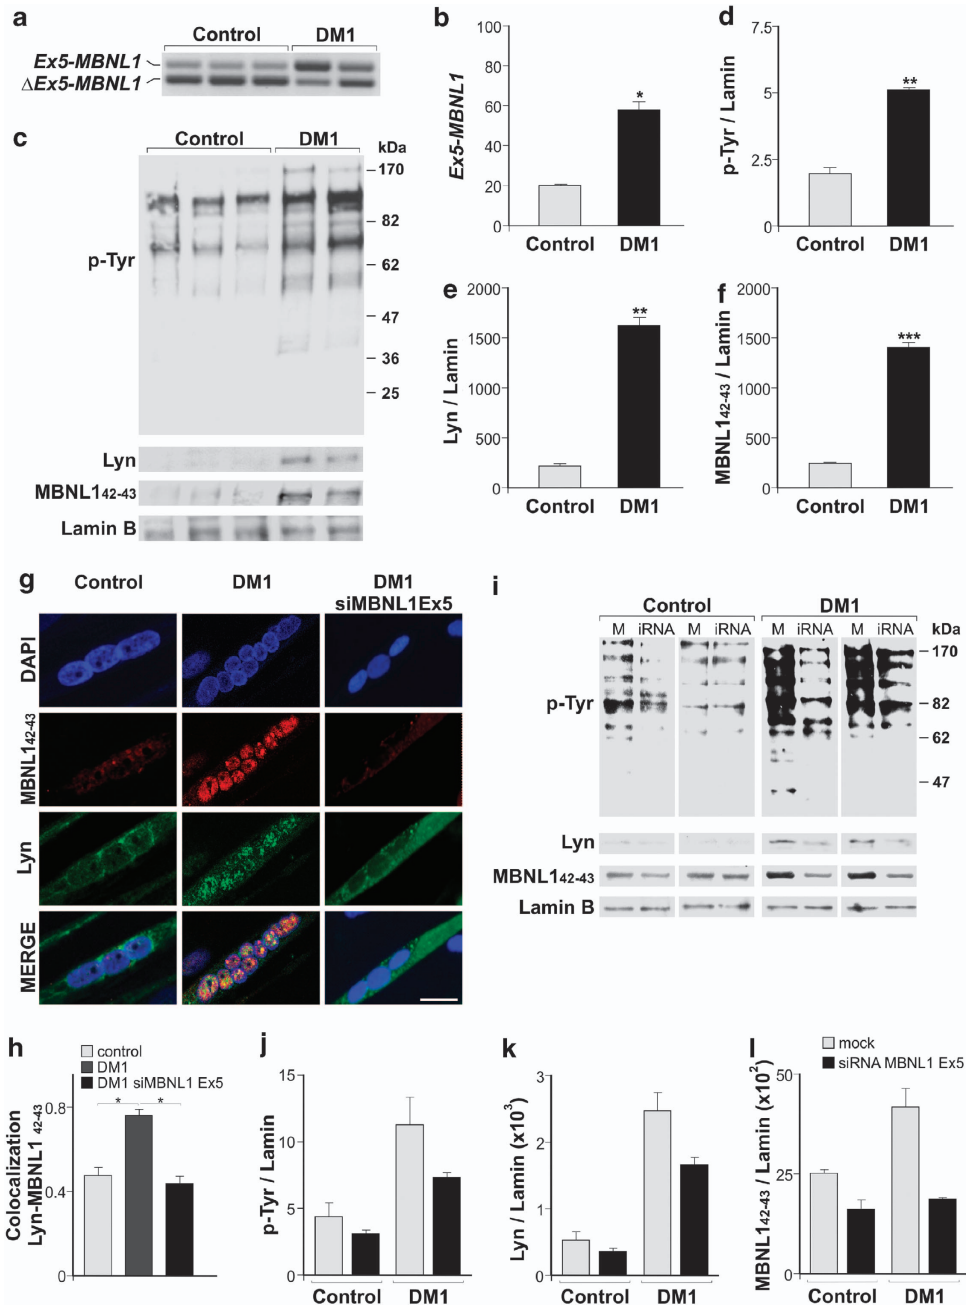 a
Control DM1
Ex5-MBNL1
ΔEx5-MBNL1
b
Ex5-MBNL1
100
80
60
40
20
0
*
Control DM1
d
p-Tyr / Lamin
7.5
5
2.5
0
**
Control DM1
c
Control DM1
kDa
170
82
62
47
36
25
p-Tyr
Lyn
MBNL142-43
Lamin B
e
Lyn / Lamin
2000
1500
1000
500
0
**
Control DM1
f
MBNL142-43 / Lamin
2000
1500
1000
500
0
***
Control DM1
g
Control DM1 DM1
siMBNL1Ex5
DAPI
MBNL142-43
Lyn
MERGE
i
Control DM1
M iRNA M iRNA M iRNA M iRNA
kDa
170
82
62
47
p-Tyr
Lyn
MBNL142-43
Lamin B
h
control
DM1
DM1 siMBNL1 Ex5
Colocalization
Lyn-MBNL1 42-43
0.8
0.4
0
* *
j
p-Tyr / Lamin
15
10
5
0
Control DM1
k
Lyn / Lamin (x103)
3
2
1
0
Control DM1
l
mock
siRNA MBNL1 Ex5
MBNL142-43 / Lamin (x102)
50
25
0
Control DM1